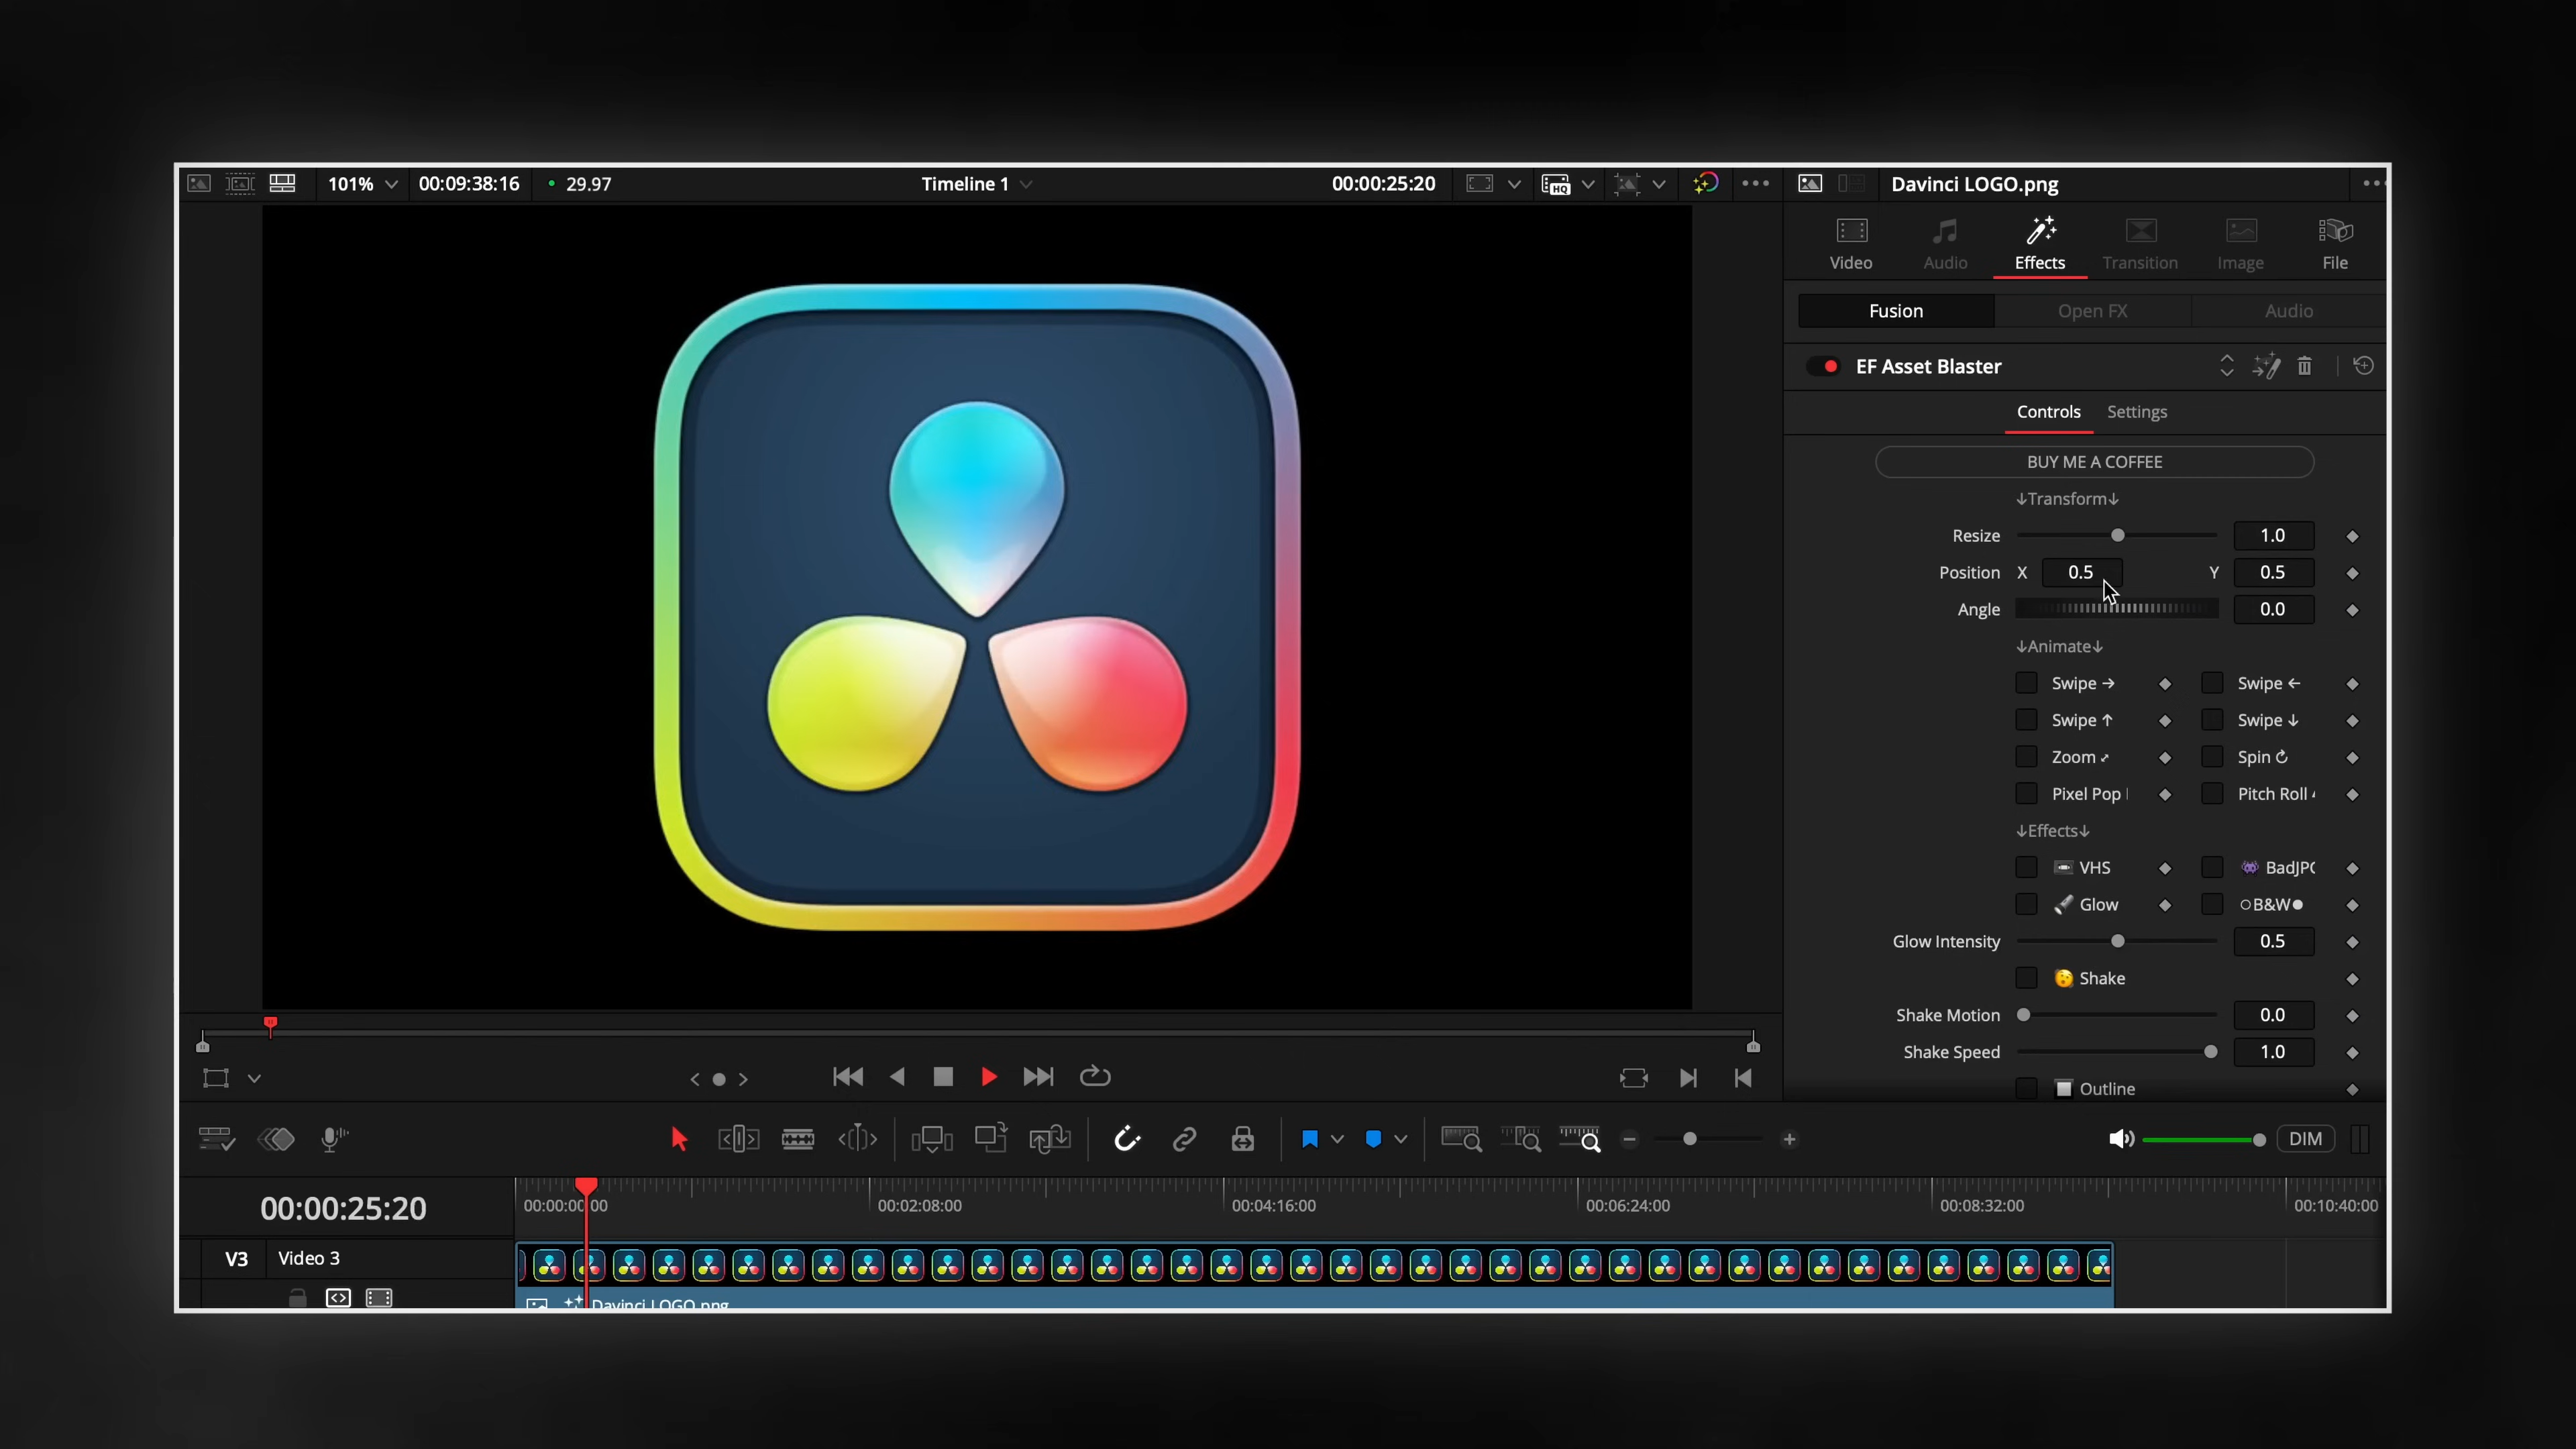 101% 00:09:38:16 29.97 Timeline 1 00:00:25:20 HQ Davinci LOGO.png
Video Audio Effects Transition Image File
Fusion Open FX Audio
EF Asset Blaster
Controls Settings
BUY ME A COFFEE
↓Transform↓
Resize 1.0
Position X 0.5 Y 0.5
Angle 0.0
↓Animate↓
Swipe → Swipe ←
Swipe ↑ Swipe ↓
Zoom ⤢ Spin ↻
Pixel Pop Pitch Roll
↓Effects↓
VHS BadJP
Glow ○B&W●
Glow Intensity 0.5
Shake
Shake Motion 0.0
Shake Speed 1.0
Outline
DIM
00:00:25:20 00:00:00:00 00:02:08:00 00:04:16:00 00:06:24:00 00:08:32:00 00:10:40:00
V3 Video 3
Davinci LOGO.png